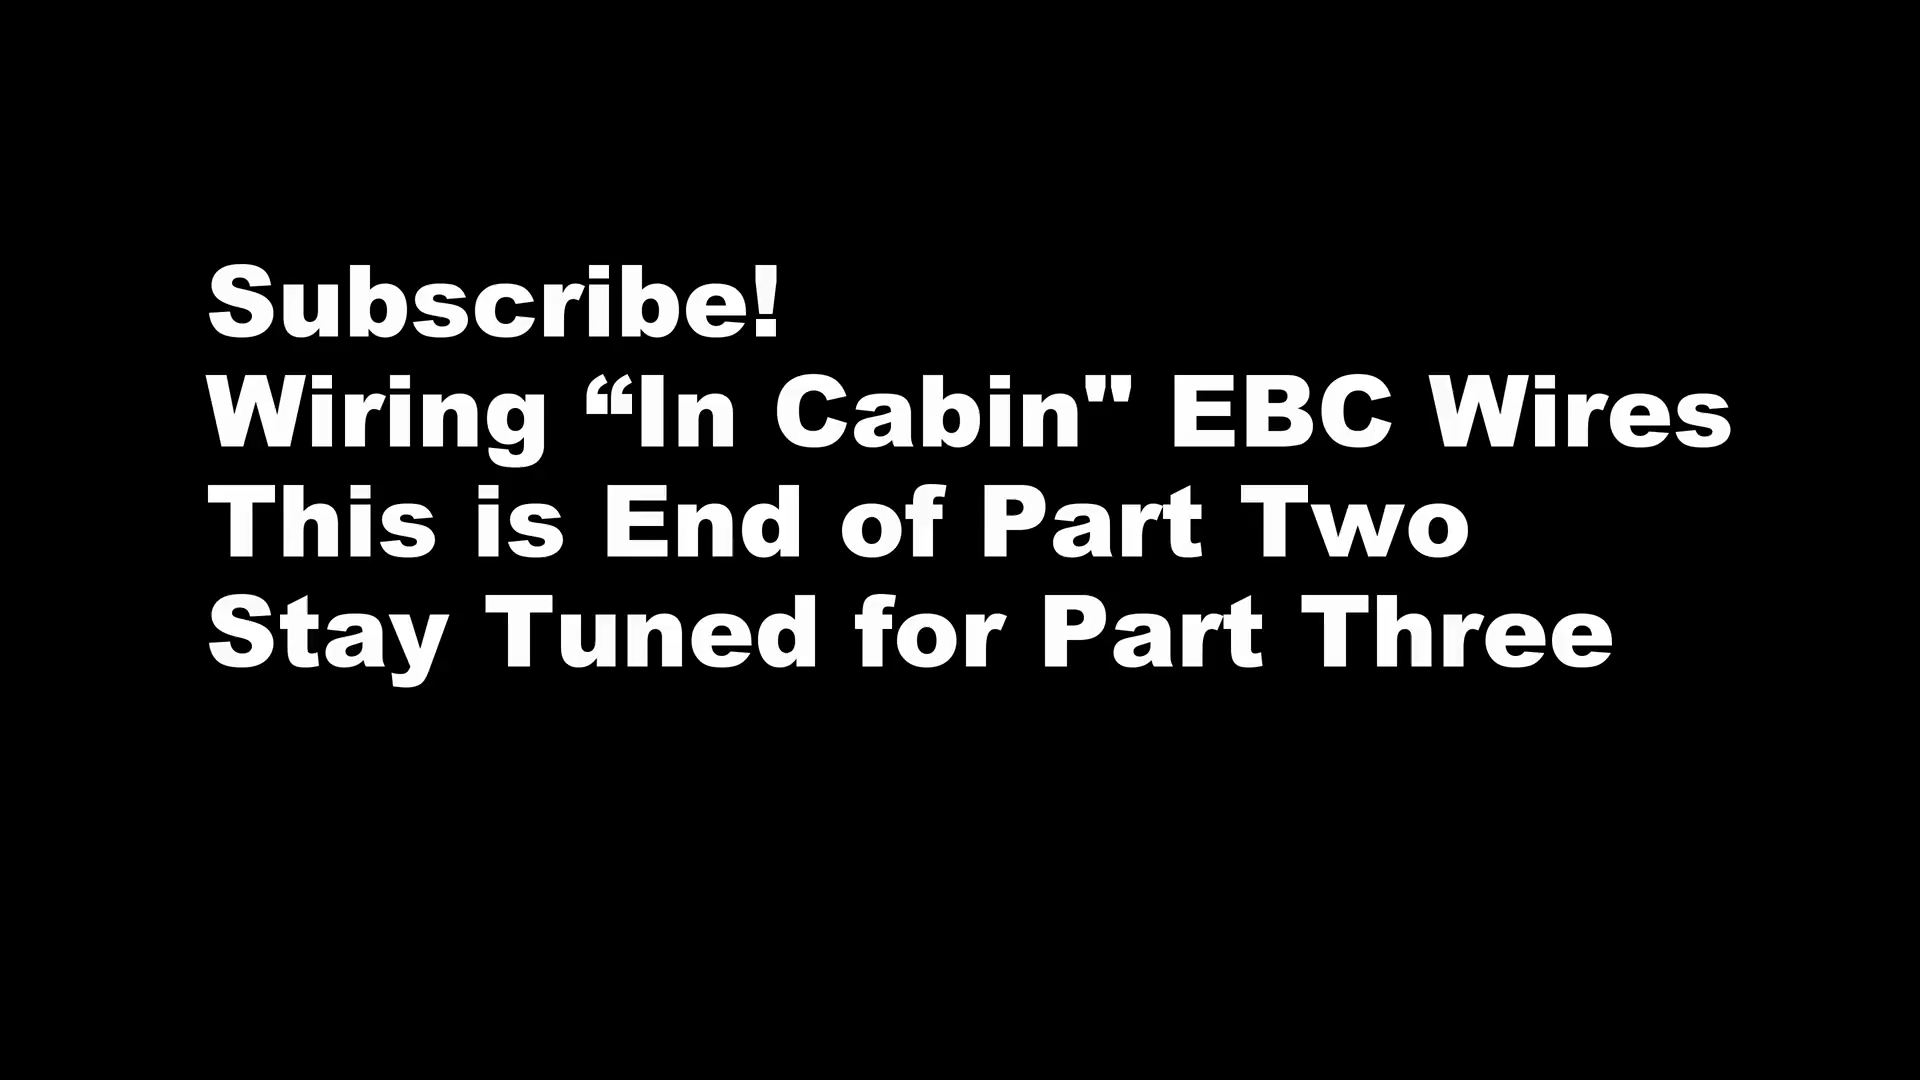 Subscribe!
Wiring “In Cabin" EBC Wires
This is End of Part Two
Stay Tuned for Part Three